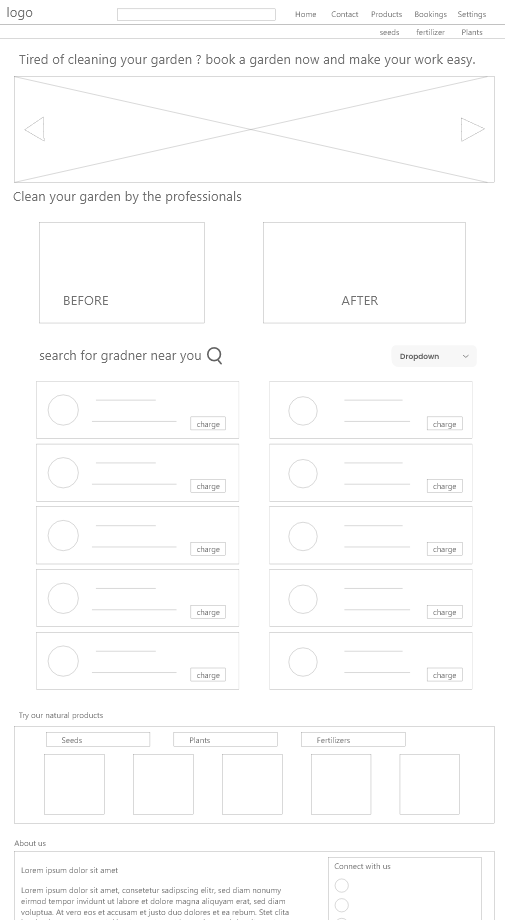 logo
Home Contact Products Bookings Settings
seeds fertilizer Plants
Tired of cleaning your garden ? book a garden now and make your work easy.
Clean your garden by the professionals
BEFORE AFTER
search for gradner near you Dropdown
charge charge
charge charge
charge charge
charge charge
charge charge
Try our natural products
Seeds Plants Fertilizers
About us
Connect with us
Lorem ipsum dolor sit amet
Lorem ipsum dolor sit amet, consetetur sadipscing elitr, sed diam nonumy
eirmod tempor invidunt ut labore et dolore magna aliquyam erat, sed diam
voluptua. At vero eos et accusam et justo duo dolores et ea rebum. Stet clita